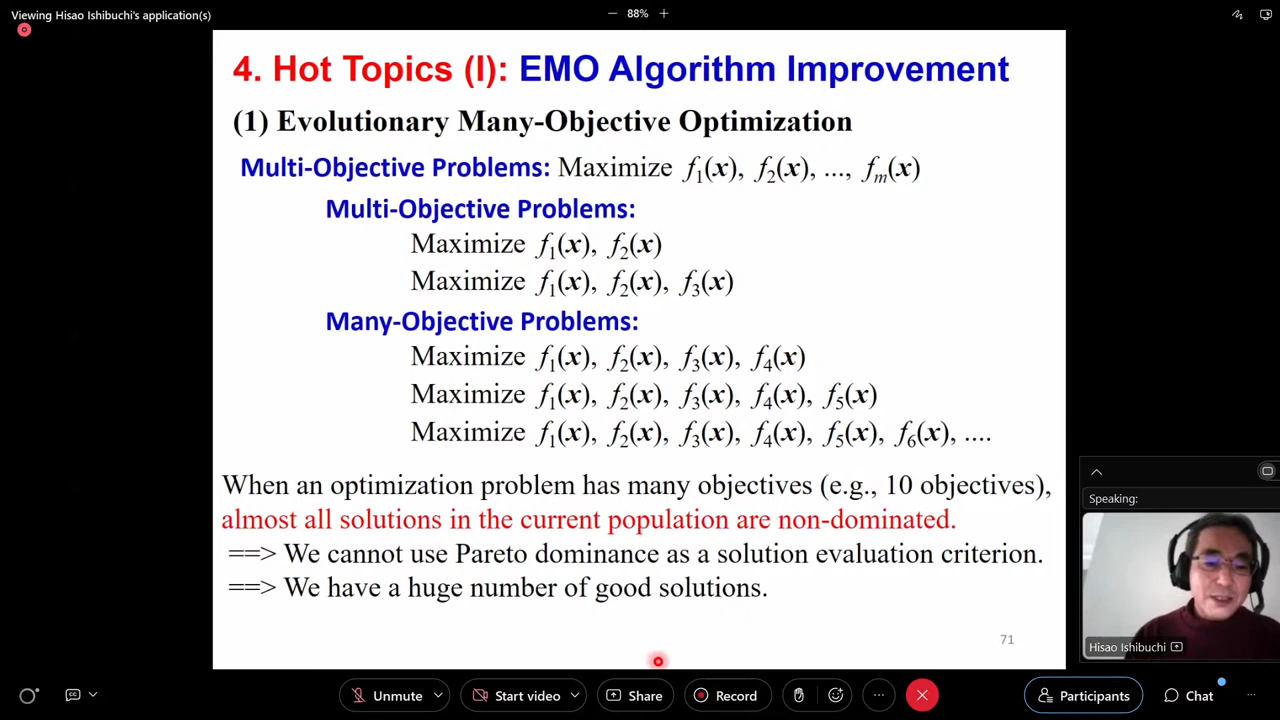 Viewing Hisao Ishibuchi's application(s)
88%
4. Hot Topics (I): EMO Algorithm Improvement
(1) Evolutionary Many-Objective Optimization
Multi-Objective Problems: Maximize f1(x), f2(x), ..., fm(x)
Multi-Objective Problems:
Maximize f1(x), f2(x)
Maximize f1(x), f2(x), f3(x)
Many-Objective Problems:
Maximize f1(x), f2(x), f3(x), f4(x)
Maximize f1(x), f2(x), f3(x), f4(x), f5(x)
Maximize f1(x), f2(x), f3(x), f4(x), f5(x), f6(x), ....
When an optimization problem has many objectives (e.g., 10 objectives),
almost all solutions in the current population are non-dominated.
==> We cannot use Pareto dominance as a solution evaluation criterion.
==> We have a huge number of good solutions.
71
Speaking:
Hisao Ishibuchi
CC
Unmute
Start video
Share
Record
Participants
Chat